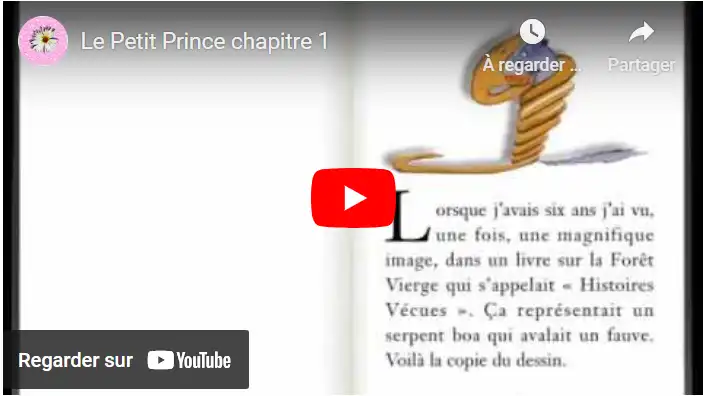 Le Petit Prince chapitre 1
À regarder ...
Partager
Lorsque j'avais six ans j'ai vu,
une fois, une magnifique
image, dans un livre sur la Forêt
Vierge qui s'appelait « Histoires
Vécues ». Ça représentait un
serpent boa qui avalait un fauve.
Voilà la copie du dessin.
Regarder sur YouTube